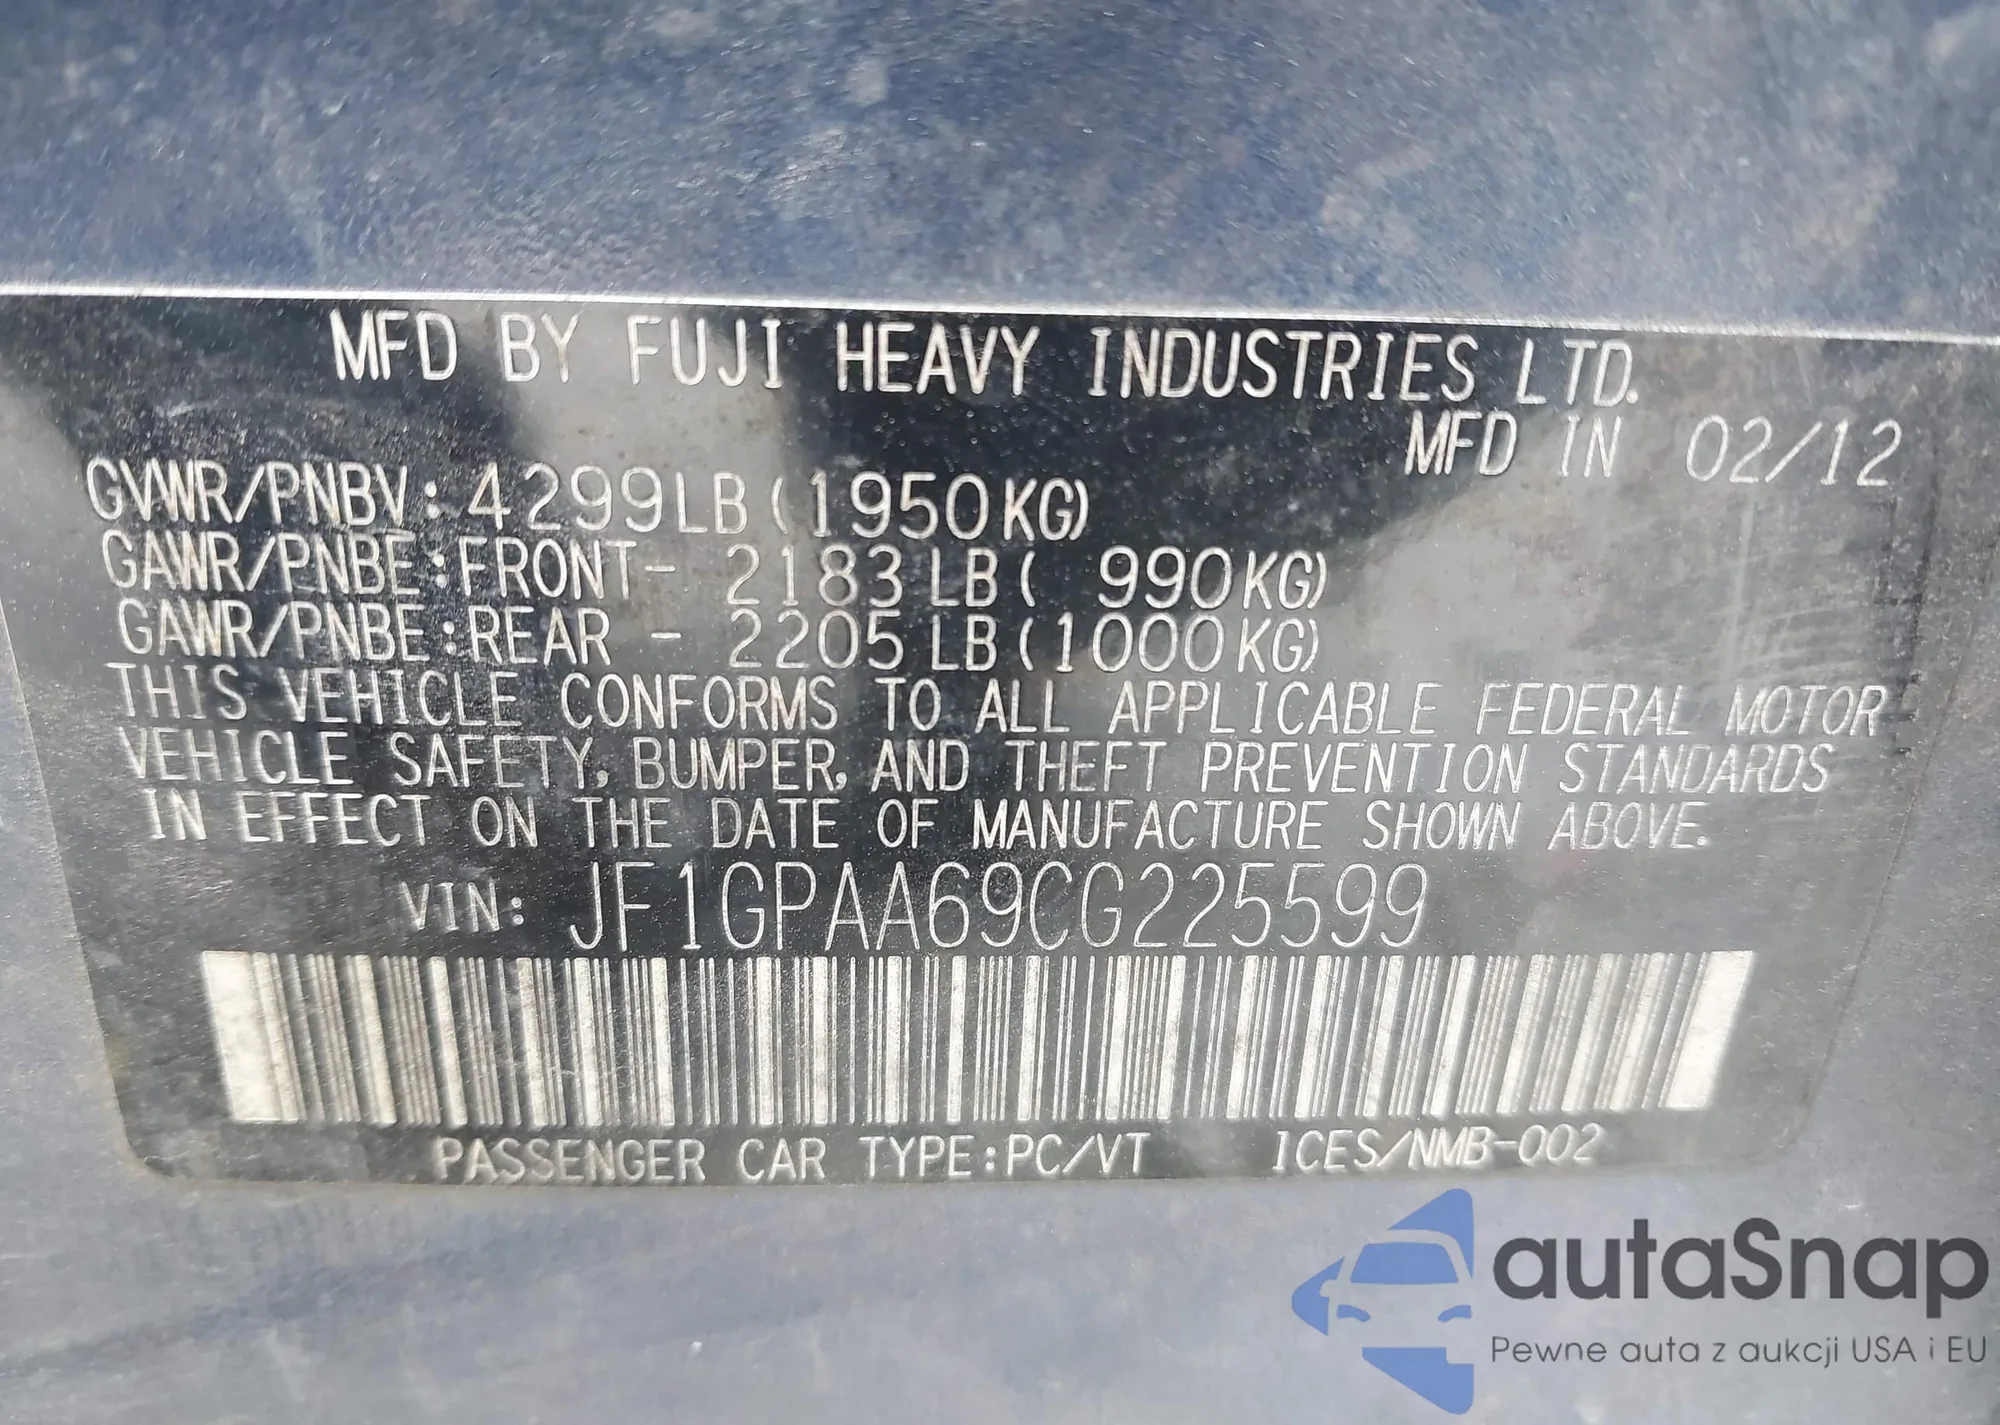 MFD BY FUJI HEAVY INDUSTRIES LTD.
MFD IN 02/12
GVWR/PNBV:4299LB(1950KG)
GAWR/PNBE:FRONT- 2183LB( 990KG)
GAWR/PNBE:REAR - 2205LB(1000KG)
THIS VEHICLE CONFORMS TO ALL APPLICABLE FEDERAL MOTOR
VEHICLE SAFETY, BUMPER, AND THEFT PREVENTION STANDARDS
IN EFFECT ON THE DATE OF MANUFACTURE SHOWN ABOVE.
VIN: JF1GPAA69CG225599
PASSENGER CAR TYPE:PC/VT ICES/NMB-002
autaSnap
Pewne auta z aukcji USA i EU